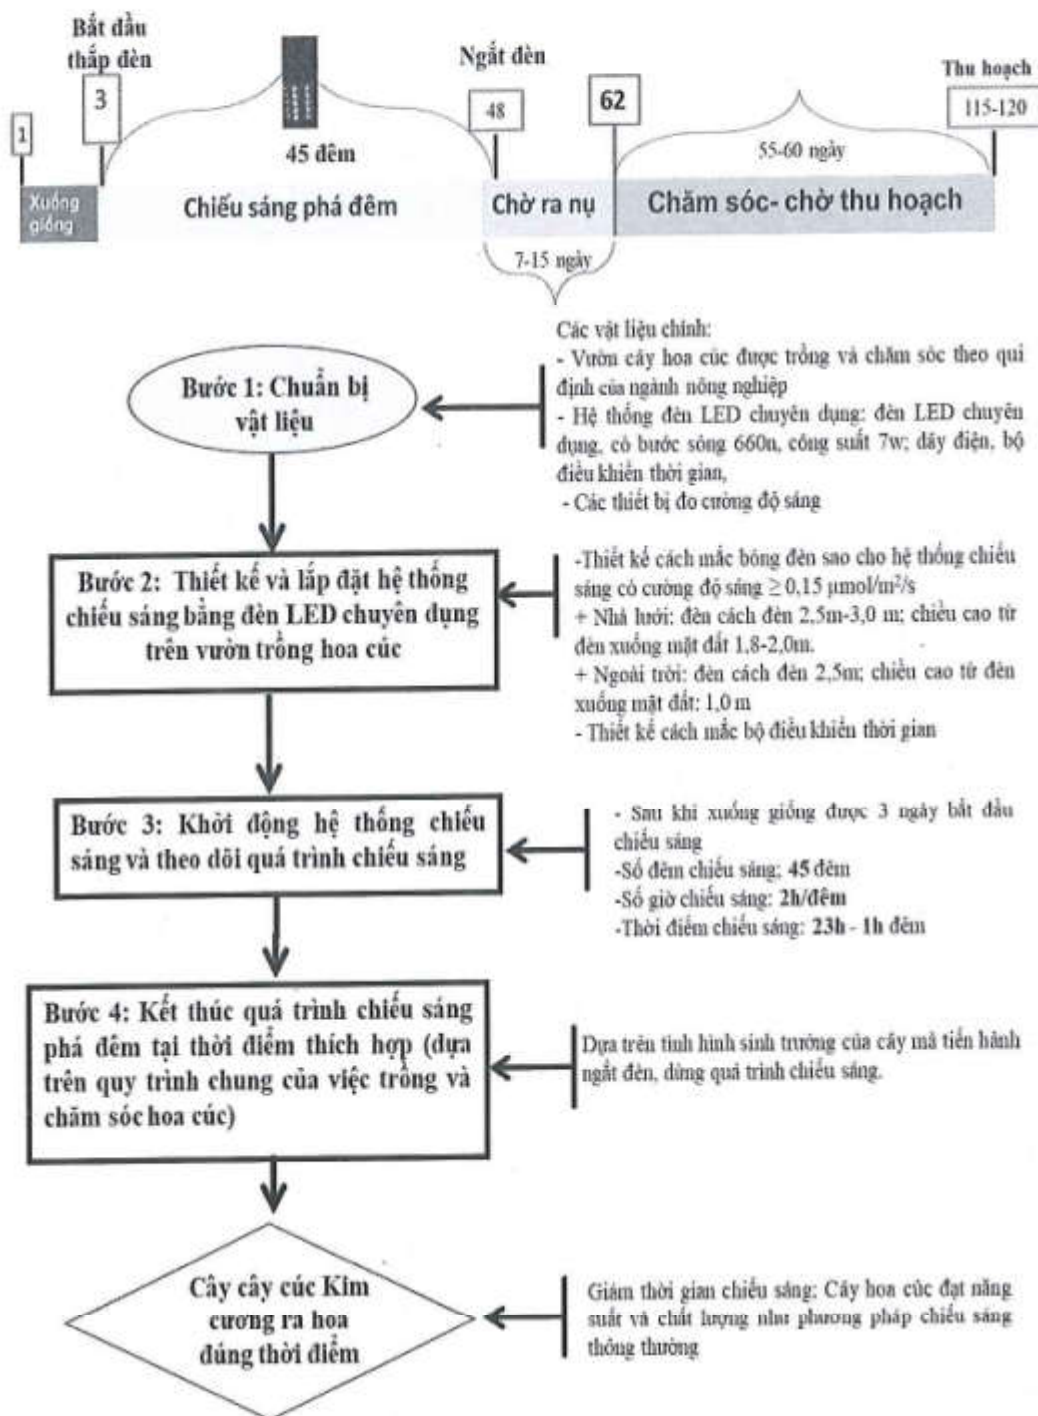 Bắt đầu
thắp đèn
Ngắt đèn
Thu hoạch
1
3
48
62
115-120
45 đêm
55-60 ngày
Xuống
giống
Chiếu sáng phá đêm
Chờ ra nụ
Chăm sóc- chờ thu hoạch
7-15 ngày
Bước 1: Chuẩn bị
vật liệu
Các vật liệu chính:
- Vườn cây hoa cúc được trồng và chăm sóc theo qui
định của ngành nông nghiệp
- Hệ thống đèn LED chuyên dụng: đèn LED chuyên
dụng, có bước sóng 660n, công suất 7w; dây điện, bộ
điều khiển thời gian,
- Các thiết bị đo cường độ sáng
Bước 2: Thiết kế và lắp đặt hệ thống
chiếu sáng bằng đèn LED chuyên dụng
trên vườn trồng hoa cúc
-Thiết kế cách mắc bóng đèn sao cho hệ thống chiếu
sáng có cường độ sáng ≥ 0,15 µmol/m²/s
+ Nhà lưới: đèn cách đèn 2,5m-3,0 m; chiều cao từ
đèn xuống mặt đất 1,8-2,0m.
+ Ngoài trời: đèn cách đèn 2,5m; chiều cao từ đèn
xuống mặt đất: 1,0 m
- Thiết kế cách mắc bộ điều khiển thời gian
Bước 3: Khởi động hệ thống chiếu
sáng và theo dõi quá trình chiếu sáng
- Sau khi xuống giống được 3 ngày bắt đầu
chiếu sáng
-Số đêm chiếu sáng: 45 đêm
-Số giờ chiếu sáng: 2h/đêm
-Thời điểm chiếu sáng: 23h - 1h đêm
Bước 4: Kết thúc quá trình chiếu sáng
phá đêm tại thời điểm thích hợp (dựa
trên quy trình chung của việc trồng và
chăm sóc hoa cúc)
Dựa trên tình hình sinh trưởng của cây mà tiến hành
ngắt đèn, dừng quá trình chiếu sáng.
Cây cây cúc Kim
cương ra hoa
đúng thời điểm
Giảm thời gian chiếu sáng; Cây hoa cúc đạt năng
suất và chất lượng như phương pháp chiếu sáng
thông thường